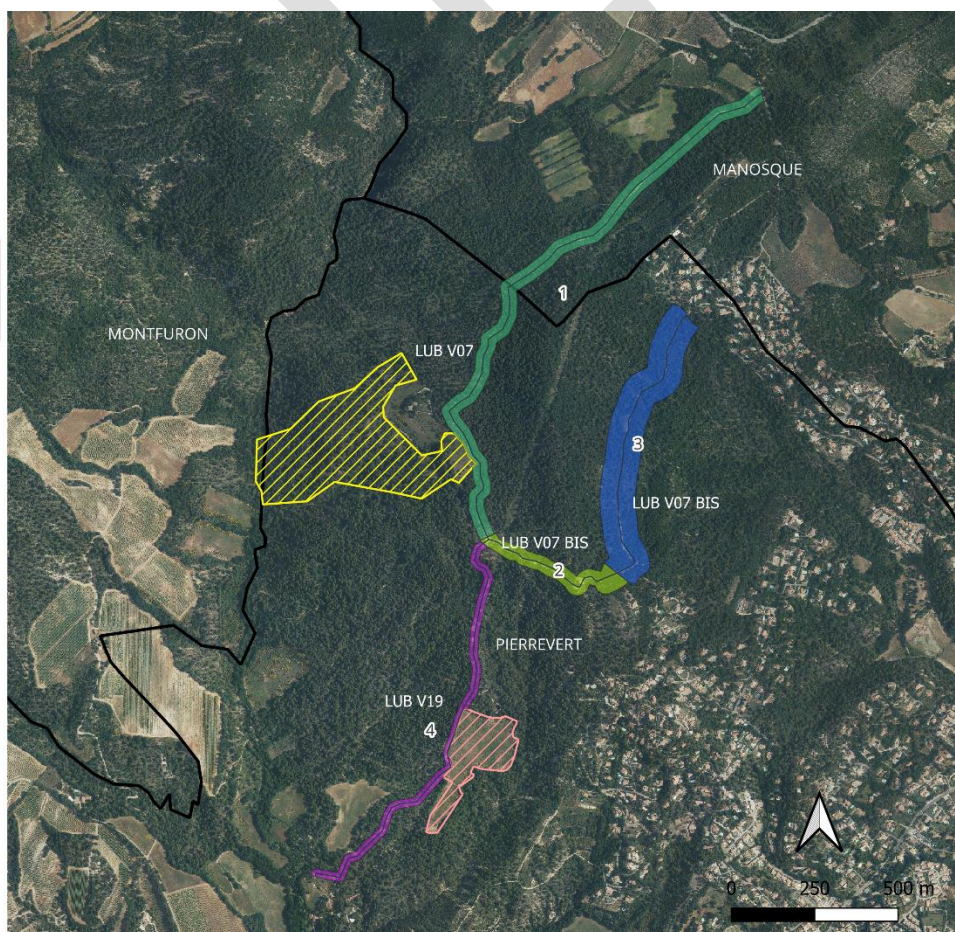 MANOSQUE
1
MONTFURON
LUB V07
3
LUB V07 BIS
LUB V07 BIS
2
PIERREVERT
LUB V19
4
0 250 500 m